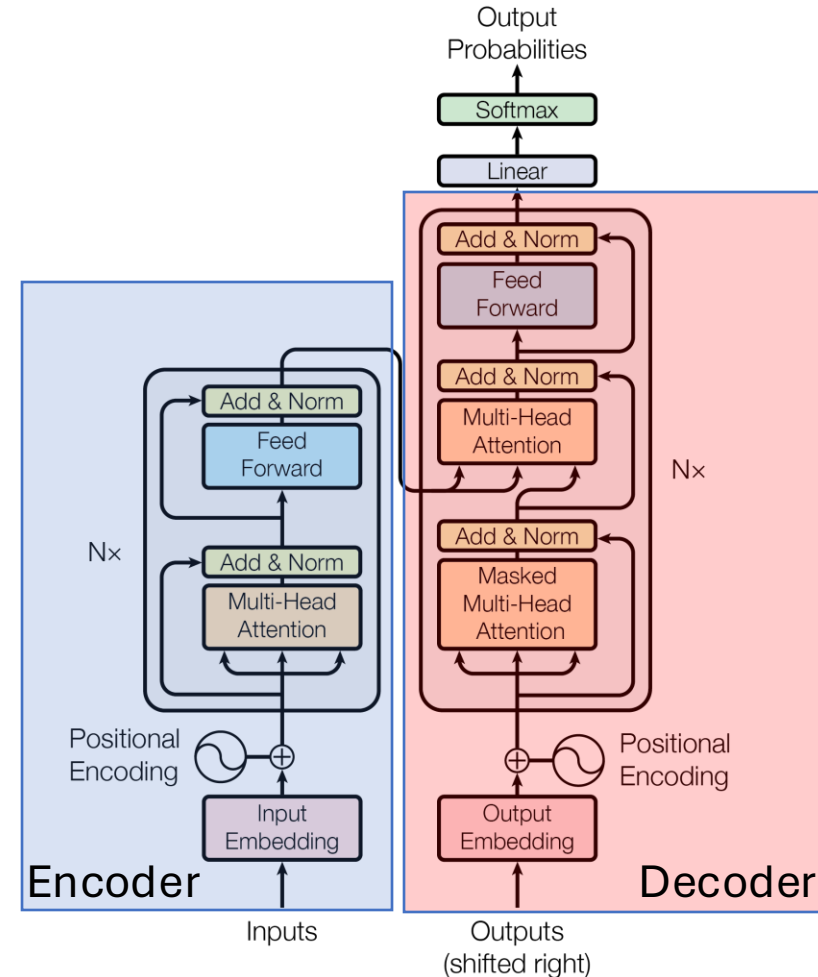 Output
Probabilities
Softmax
Linear
Add & Norm
Feed
Forward
Add & Norm
Multi-Head
Attention
N×
Add & Norm
Masked
Multi-Head
Attention
Positional
Encoding
Output
Embedding
Decoder
Outputs
(shifted right)
Add & Norm
Feed
Forward
N×
Add & Norm
Multi-Head
Attention
Positional
Encoding
Input
Embedding
Encoder
Inputs